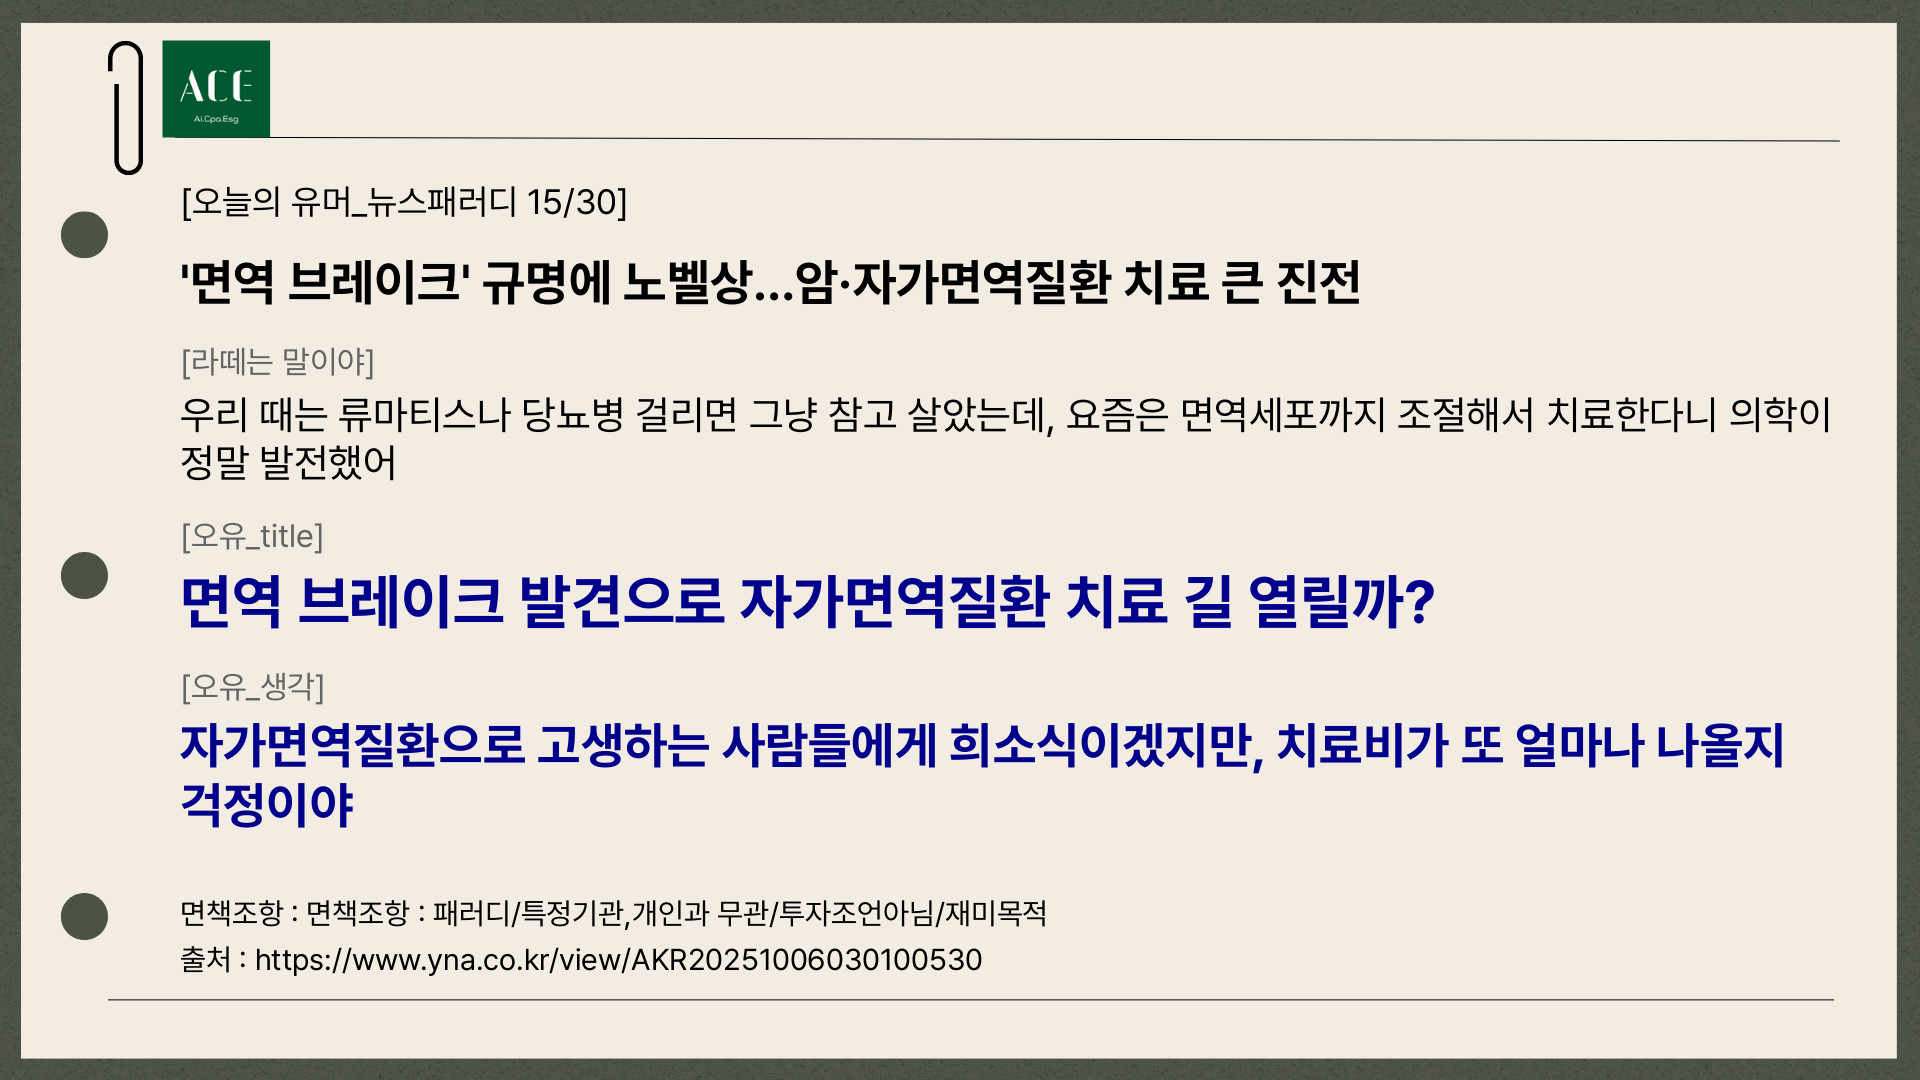 ACE
Ai.Cpa.Esg
[오늘의 유머_뉴스패러디 15/30]
'면역 브레이크' 규명에 노벨상...암·자가면역질환 치료 큰 진전
[라떼는 말이야]
우리 때는 류마티스나 당뇨병 걸리면 그냥 참고 살았는데, 요즘은 면역세포까지 조절해서 치료한다니 의학이
정말 발전했어
[오유_title]
면역 브레이크 발견으로 자가면역질환 치료 길 열릴까?
[오유_생각]
자가면역질환으로 고생하는 사람들에게 희소식이겠지만, 치료비가 또 얼마나 나올지
걱정이야
면책조항 : 면책조항 : 패러디/특정기관,개인과 무관/투자조언아님/재미목적
출처 : https://www.yna.co.kr/view/AKR20251006030100530